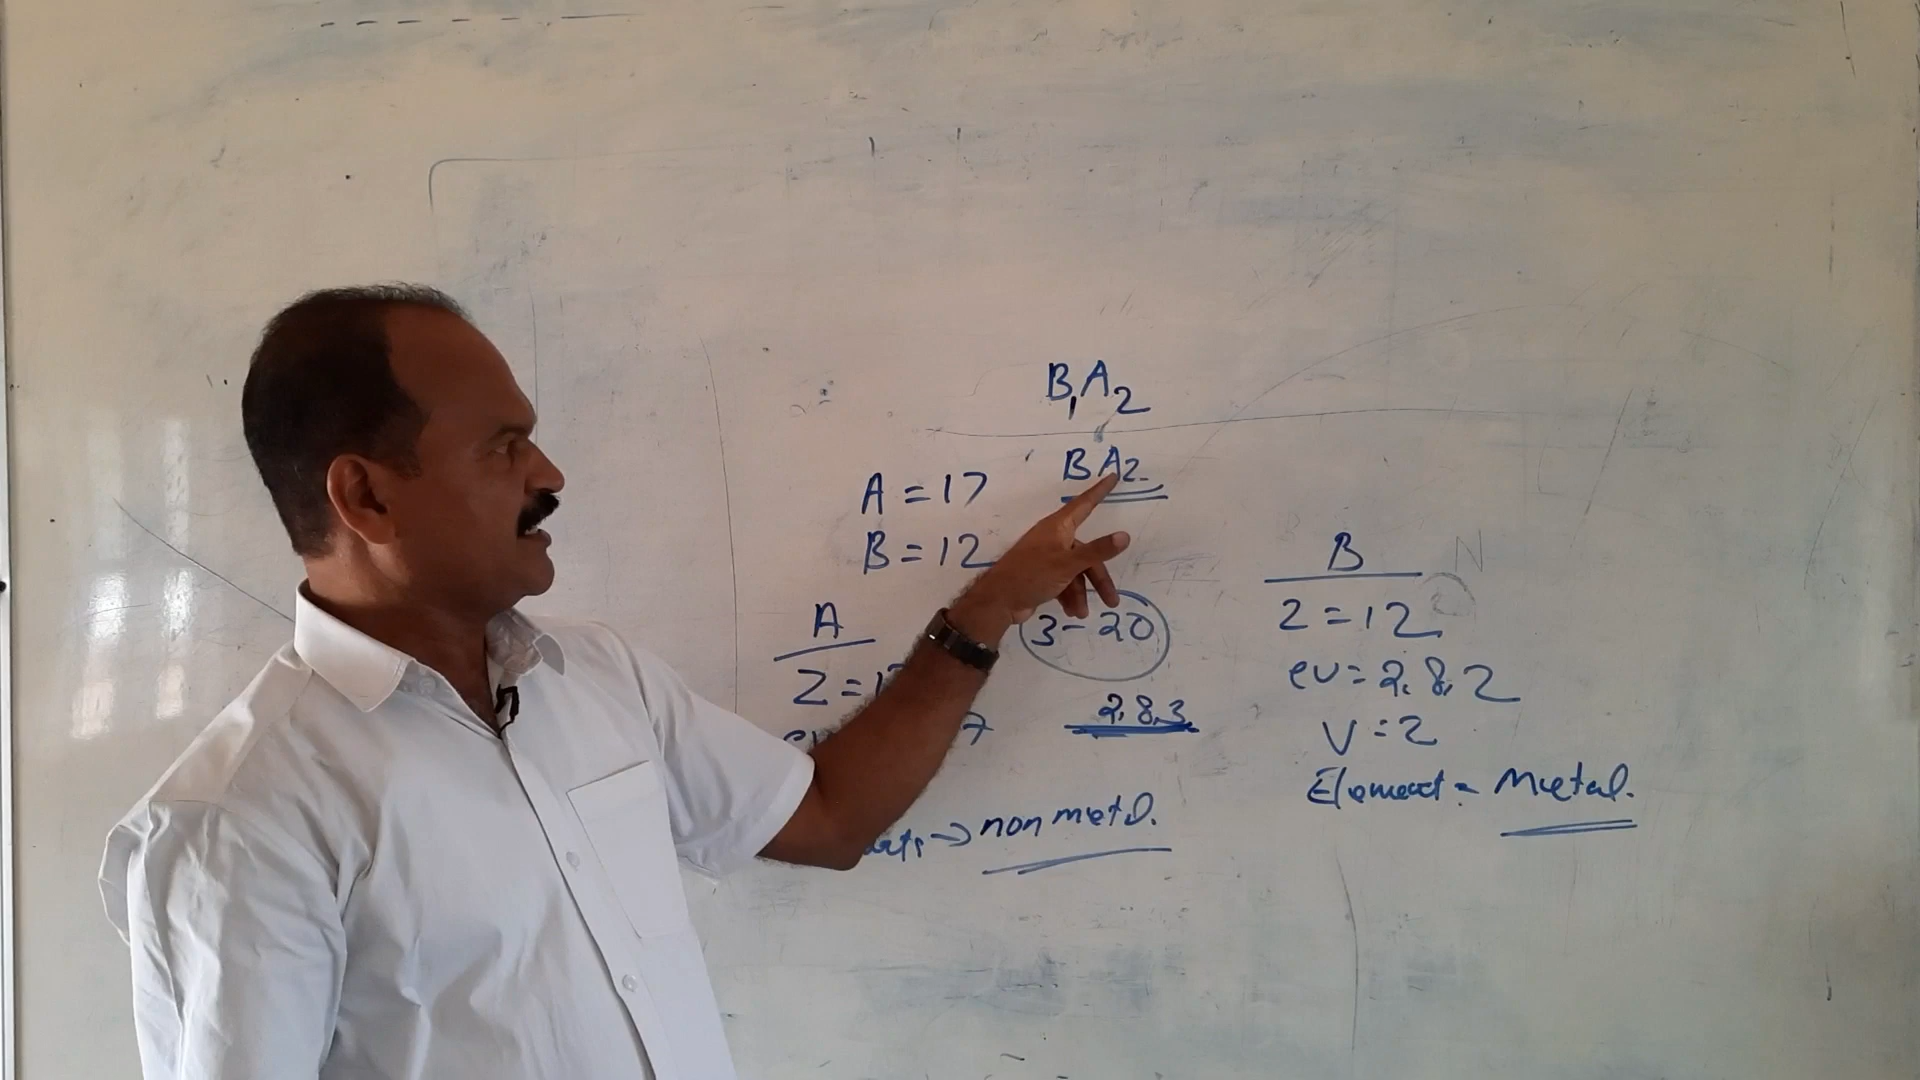 B1A2
BA2
A = 17
B = 12
A
Z = 1
7
3 - 20
2, 8, 3
→ non metal.
B
N
Z = 12
ev = 2, 8, 2
V = 2
Element = Metal.